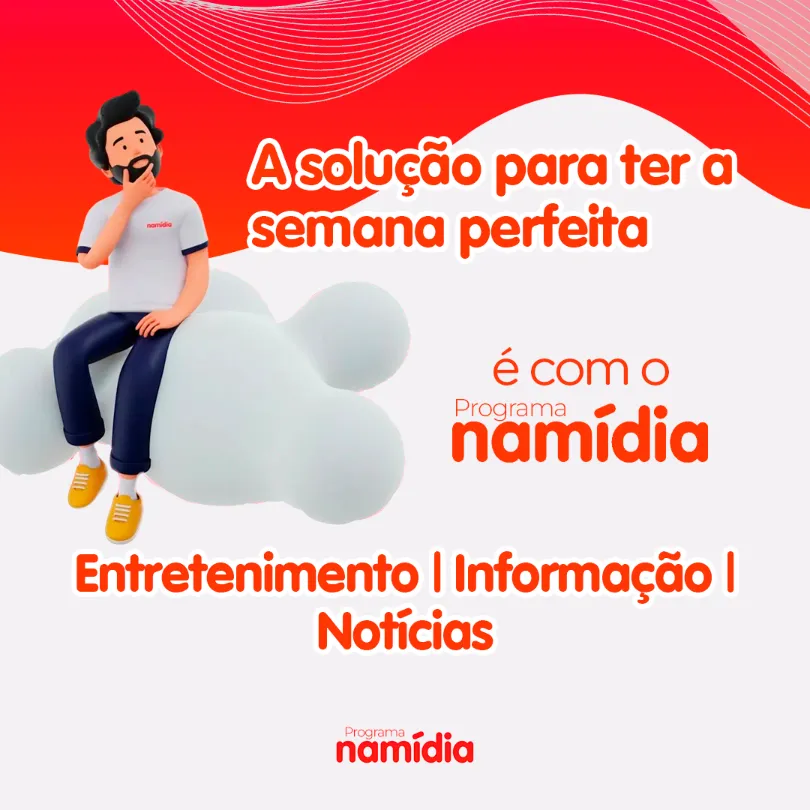 A solução para ter a
semana perfeita
namídia
é com o
Programa
namídia
Entretenimento | Informação |
Notícias
Programa
namídia